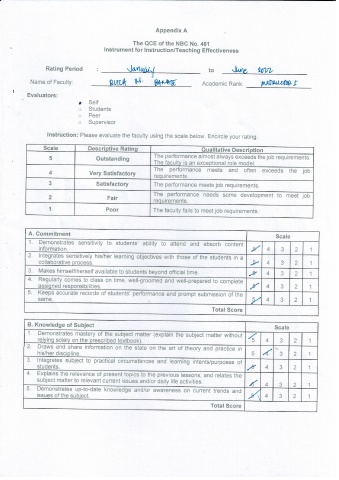 Appendix A
The QCE of the NBC No. 461
Instrument for Instruction/Teaching Effectiveness
Rating Period : January to June 2022
Name of Faculty: Academic Rank:
Evaluators:
Self
Students
Peer
Supervisor
Instruction: Please evaluate the faculty using the scale below. Encircle your rating.
Scale Descriptive Rating Qualitative Description
5 Outstanding The performance almost always exceeds the job requirements.
The faculty is an exceptional role model
4 Very Satisfactory The performance meets and often exceeds the job
requirements
3 Satisfactory The performance meets job requirements.
2 Fair The performance needs some development to meet job
requirements.
1 Poor The faculty fails to meet job requirements.
A. Commitment Scale
1. Demonstrates sensitivity to students' ability to attend and absorb content
information. 5 4 3 2 1
2. Integrates sensitively his/her learning objectives with those of the students in a
collaborative process. 5 4 3 2 1
3. Makes himself/herself available to students beyond official time 5 4 3 2 1
4. Regularly comes to class on time, well-groomed and well-prepared to complete
assigned responsibilities. 5 4 3 2 1
5. Keeps accurate records of students' performance and prompt submission of the
same. 5 4 3 2 1
Total Score
B. Knowledge of Subject Scale
1. Demonstrates mastery of the subject matter (explain the subject matter without
relying solely on the prescribed textbook). 5 4 3 2 1
2. Draws and share information on the state on the art of theory and practice in
his/her discipline. 5 4 3 2 1
3. Integrates subject to practical circumstances and learning intents/purposes of
students. 5 4 3 2 1
4. Explains the relevance of present topics to the previous lessons, and relates the
subject matter to relevant current issues and/or daily life activities. 5 4 3 2 1
5. Demonstrates up-to-date knowledge and/or awareness on current trends and
issues of the subject. 5 4 3 2 1
Total Score